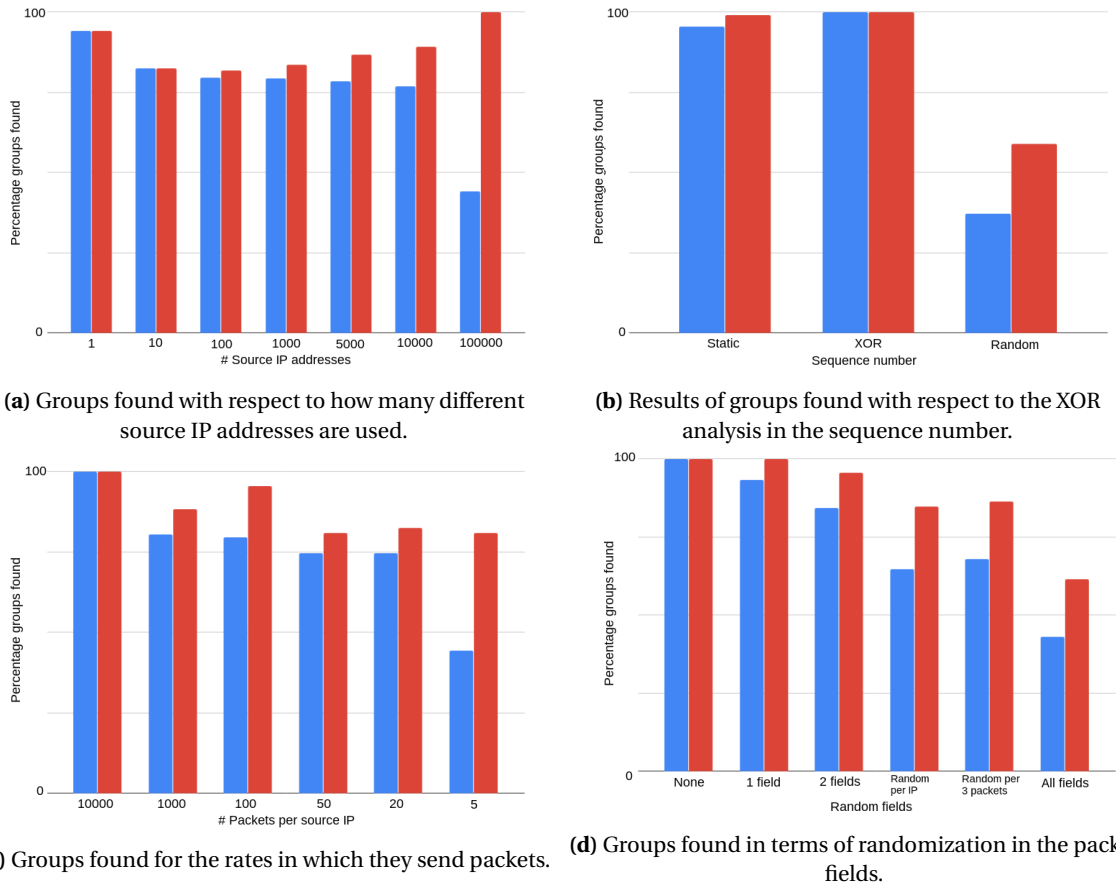 100
Percentage groups found
0
1 10 100 1000 5000 10000 100000
# Source IP addresses
(a) Groups found with respect to how many different
source IP addresses are used.
100
Percentage groups found
0
Static XOR Random
Sequence number
(b) Results of groups found with respect to the XOR
analysis in the sequence number.
100
Percentage groups found
0
10000 1000 100 50 20 5
# Packets per source IP
) Groups found for the rates in which they send packets.
100
Percentage groups found
0
None 1 field 2 fields Random Random per All fields
per IP 3 packets
Random fields
(d) Groups found in terms of randomization in the pack
fields.